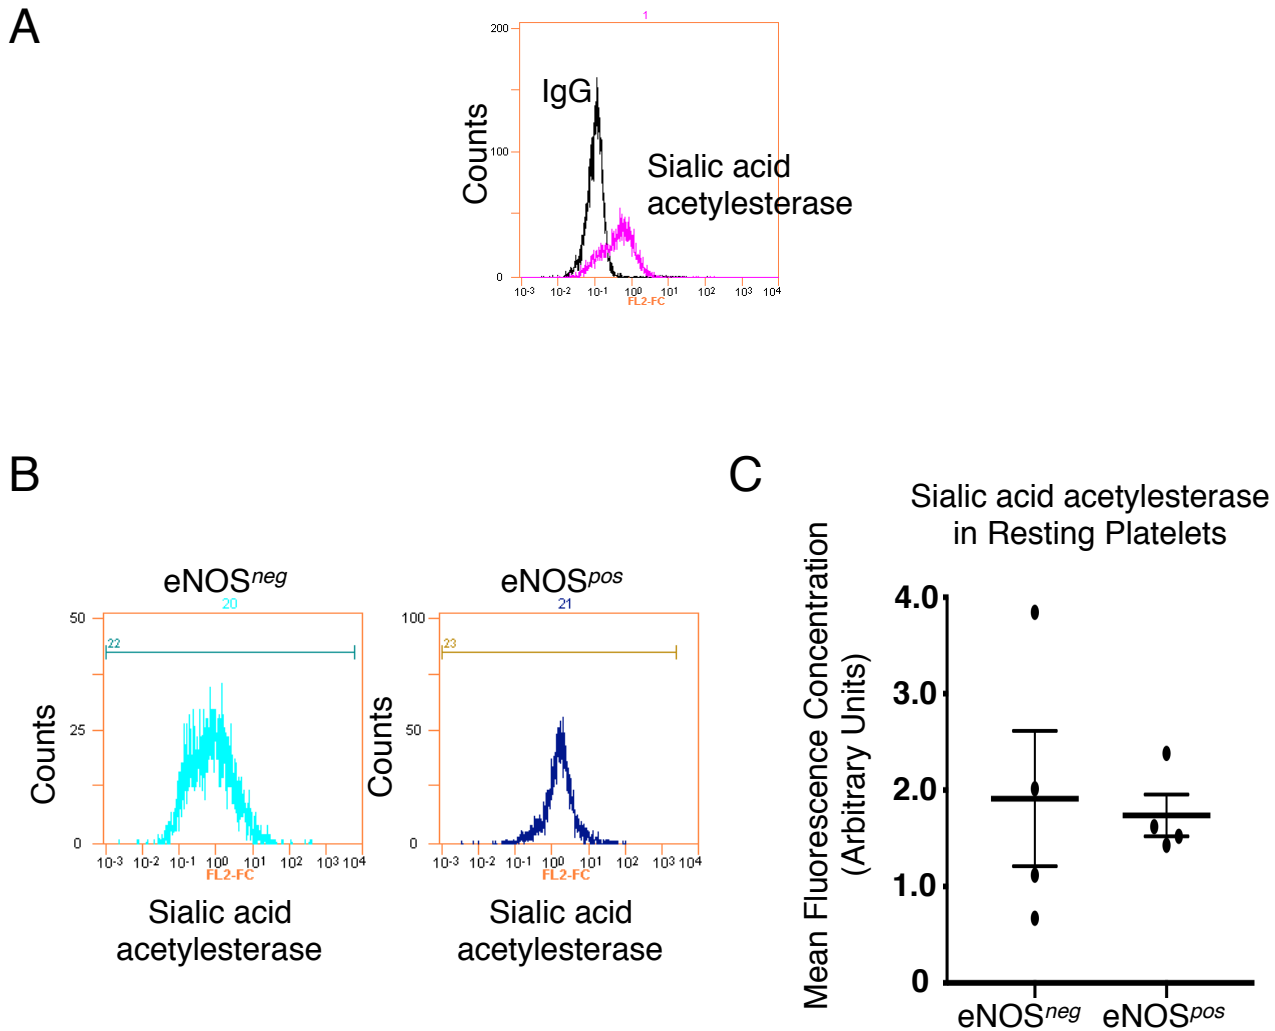 A
1
200
IgG
Sialic acid
acetylesterase
Counts
100
0
10-3 10-2 10-1 100 101 102 103 104
FL2-FC
B
eNOSneg
20
50
22
25
Counts
0
10-3 10-2 10-1 100 101 102 103 104
FL2-FC
Sialic acid
acetylesterase
eNOSpos
21
100
23
50
Counts
0
10-3 10-2 10-1 100 101 102 103 104
FL2-FC
Sialic acid
acetylesterase
C
Sialic acid acetylesterase
in Resting Platelets
Mean Fluorescence Concentration
(Arbitrary Units)
4.0
3.0
2.0
1.0
0
eNOSneg eNOSpos